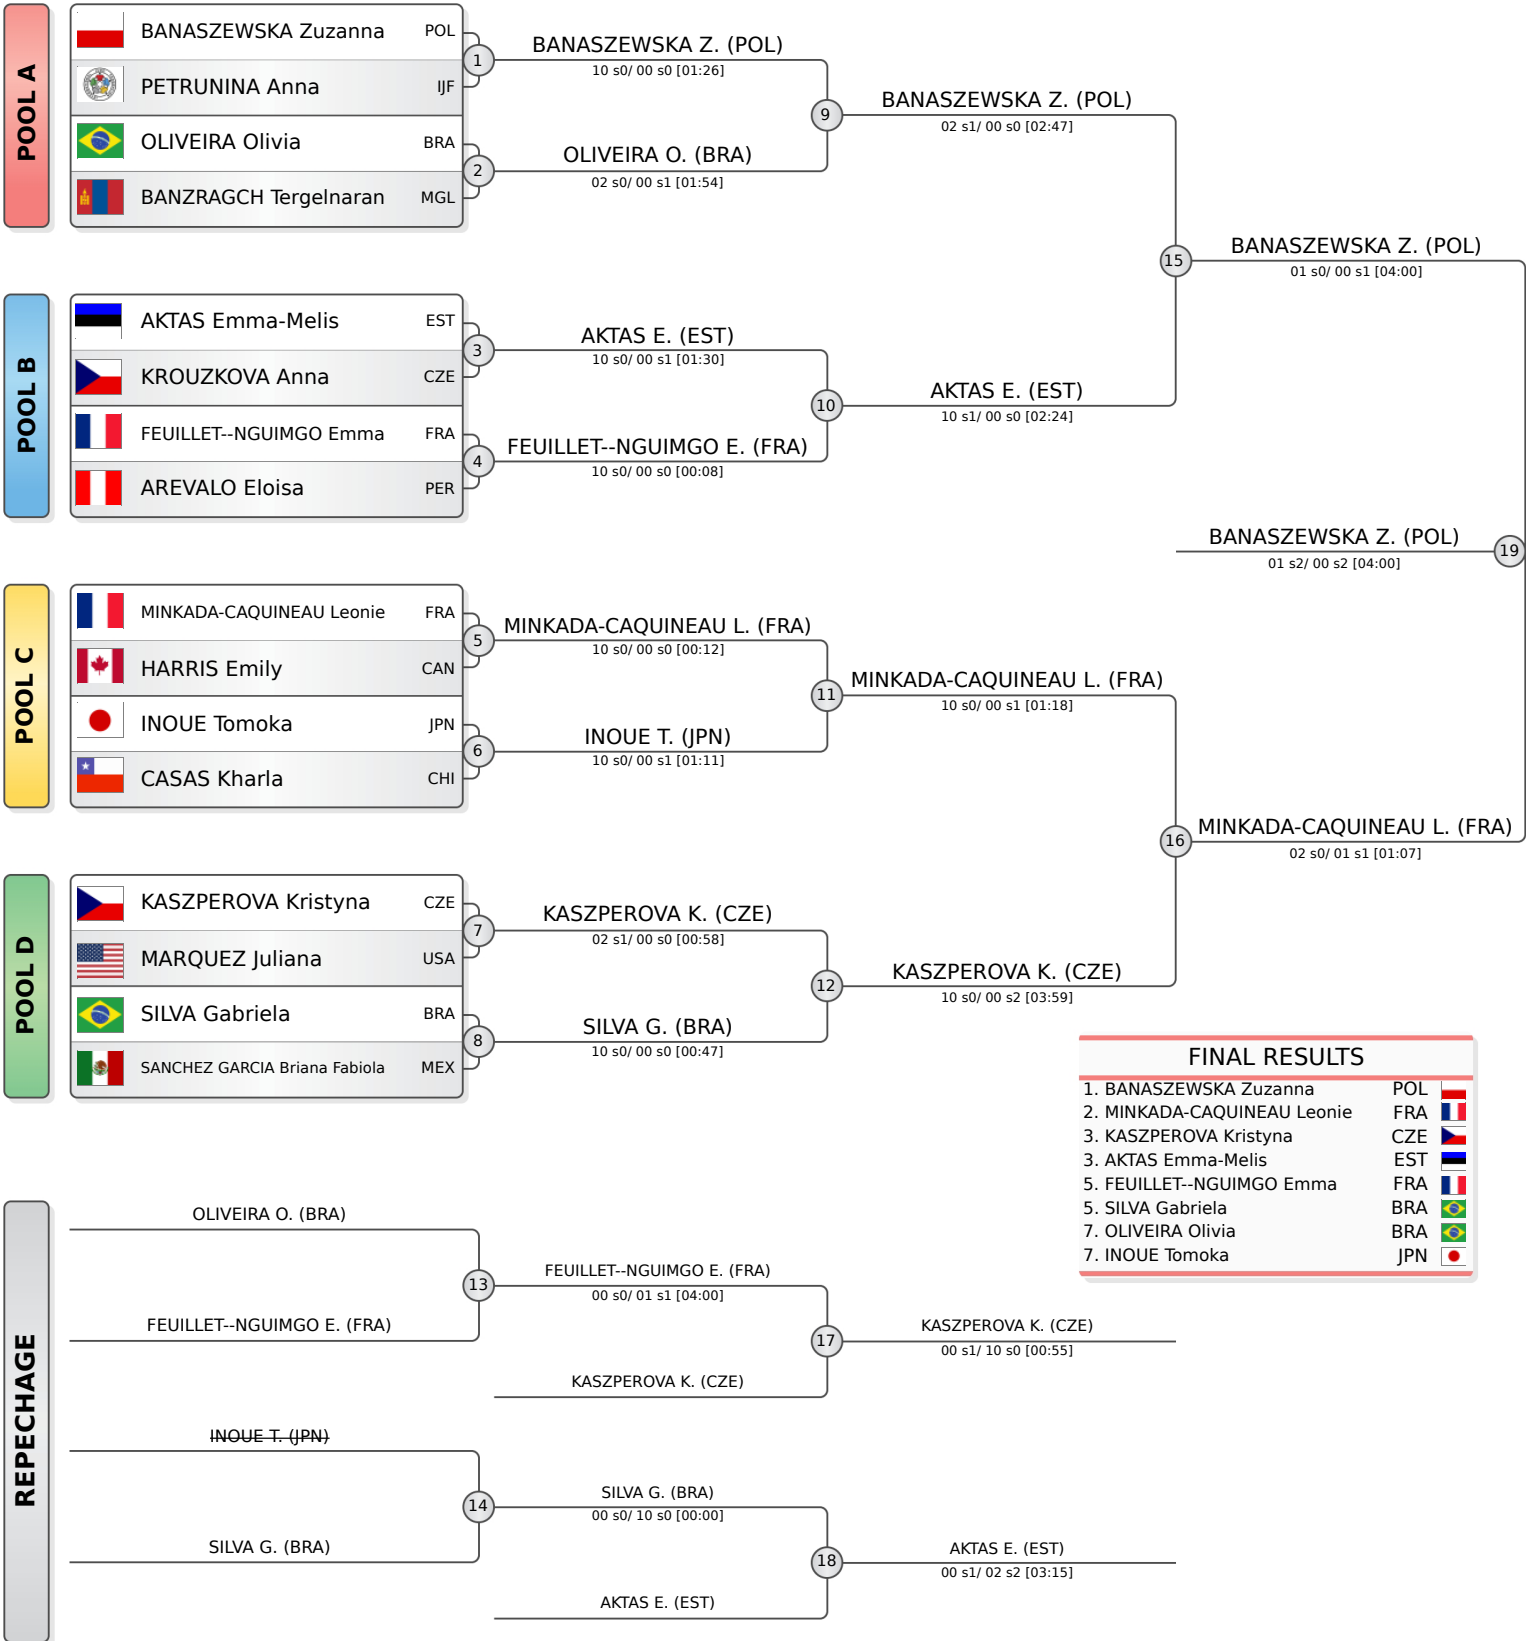 POOL A
BANASZEWSKA Zuzanna POL
PETRUNINA Anna IJF
OLIVEIRA Olivia BRA
BANZRAGCH Tergelnaran MGL
1
BANASZEWSKA Z. (POL)
10 s0/ 00 s0 [01:26]
2
OLIVEIRA O. (BRA)
02 s0/ 00 s1 [01:54]
9
BANASZEWSKA Z. (POL)
02 s1/ 00 s0 [02:47]
POOL B
AKTAS Emma-Melis EST
KROUZKOVA Anna CZE
FEUILLET--NGUIMGO Emma FRA
AREVALO Eloisa PER
3
AKTAS E. (EST)
10 s0/ 00 s1 [01:30]
4
FEUILLET--NGUIMGO E. (FRA)
10 s0/ 00 s0 [00:08]
10
AKTAS E. (EST)
10 s1/ 00 s0 [02:24]
15
BANASZEWSKA Z. (POL)
01 s0/ 00 s1 [04:00]
BANASZEWSKA Z. (POL)
19
01 s2/ 00 s2 [04:00]
POOL C
MINKADA-CAQUINEAU Leonie FRA
HARRIS Emily CAN
INOUE Tomoka JPN
CASAS Kharla CHI
5
MINKADA-CAQUINEAU L. (FRA)
10 s0/ 00 s0 [00:12]
6
INOUE T. (JPN)
10 s0/ 00 s1 [01:11]
11
MINKADA-CAQUINEAU L. (FRA)
10 s0/ 00 s1 [01:18]
POOL D
KASZPEROVA Kristyna CZE
MARQUEZ Juliana USA
SILVA Gabriela BRA
SANCHEZ GARCIA Briana Fabiola MEX
7
KASZPEROVA K. (CZE)
02 s1/ 00 s0 [00:58]
8
SILVA G. (BRA)
10 s0/ 00 s0 [00:47]
12
KASZPEROVA K. (CZE)
10 s0/ 00 s2 [03:59]
16
MINKADA-CAQUINEAU L. (FRA)
02 s0/ 01 s1 [01:07]
FINAL RESULTS
1. BANASZEWSKA Zuzanna POL
2. MINKADA-CAQUINEAU Leonie FRA
3. KASZPEROVA Kristyna CZE
3. AKTAS Emma-Melis EST
5. FEUILLET--NGUIMGO Emma FRA
5. SILVA Gabriela BRA
7. OLIVEIRA Olivia BRA
7. INOUE Tomoka JPN
REPECHAGE
OLIVEIRA O. (BRA)
FEUILLET--NGUIMGO E. (FRA)
13
FEUILLET--NGUIMGO E. (FRA)
00 s0/ 01 s1 [04:00]
KASZPEROVA K. (CZE)
17
KASZPEROVA K. (CZE)
00 s1/ 10 s0 [00:55]
INOUE T. (JPN)
SILVA G. (BRA)
14
SILVA G. (BRA)
00 s0/ 10 s0 [00:00]
AKTAS E. (EST)
18
AKTAS E. (EST)
00 s1/ 02 s2 [03:15]